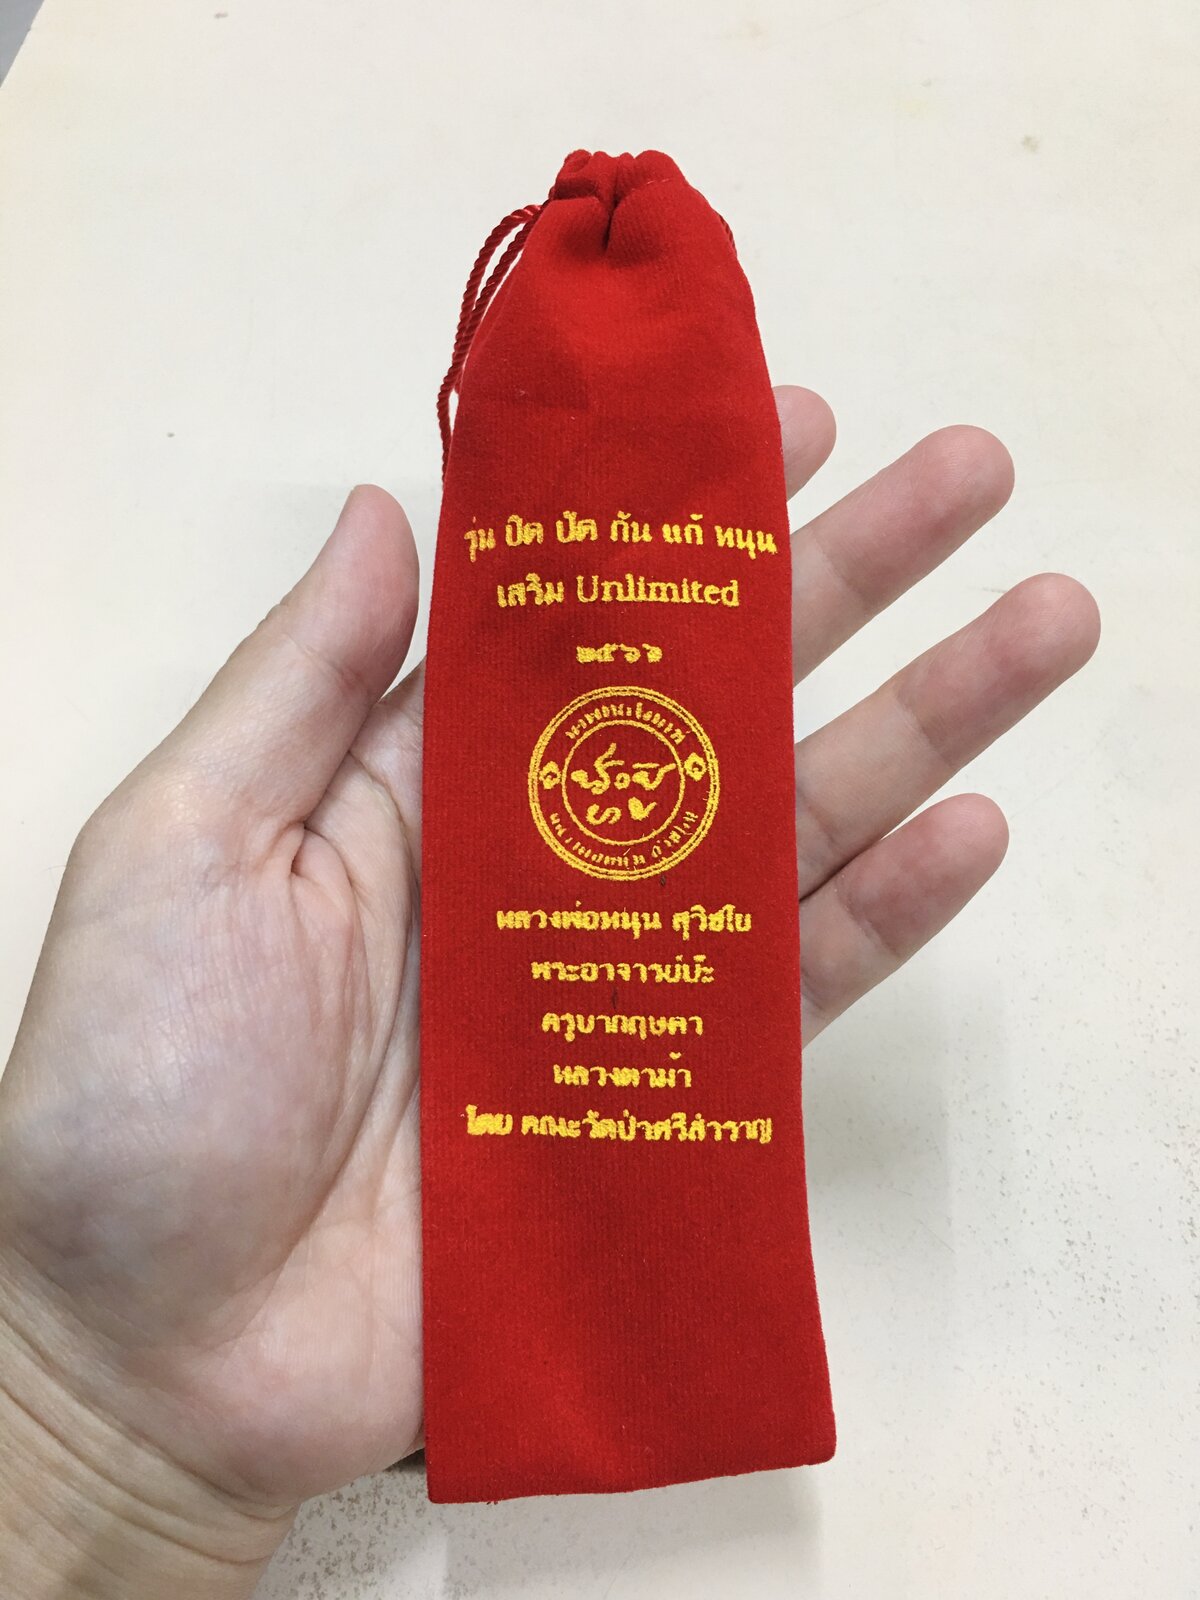 รุ่น ปิด ปัด กัน แก้ หนุน
เสริม Unlimited
๒๕๖๖
หลวงพ่อหนุน สุวิชโย
พระอาจารย์ป๊ะ
ครูบากฤษดา
หลวงตาม้า
โดย คณะวัดป่าศรีสำราญ